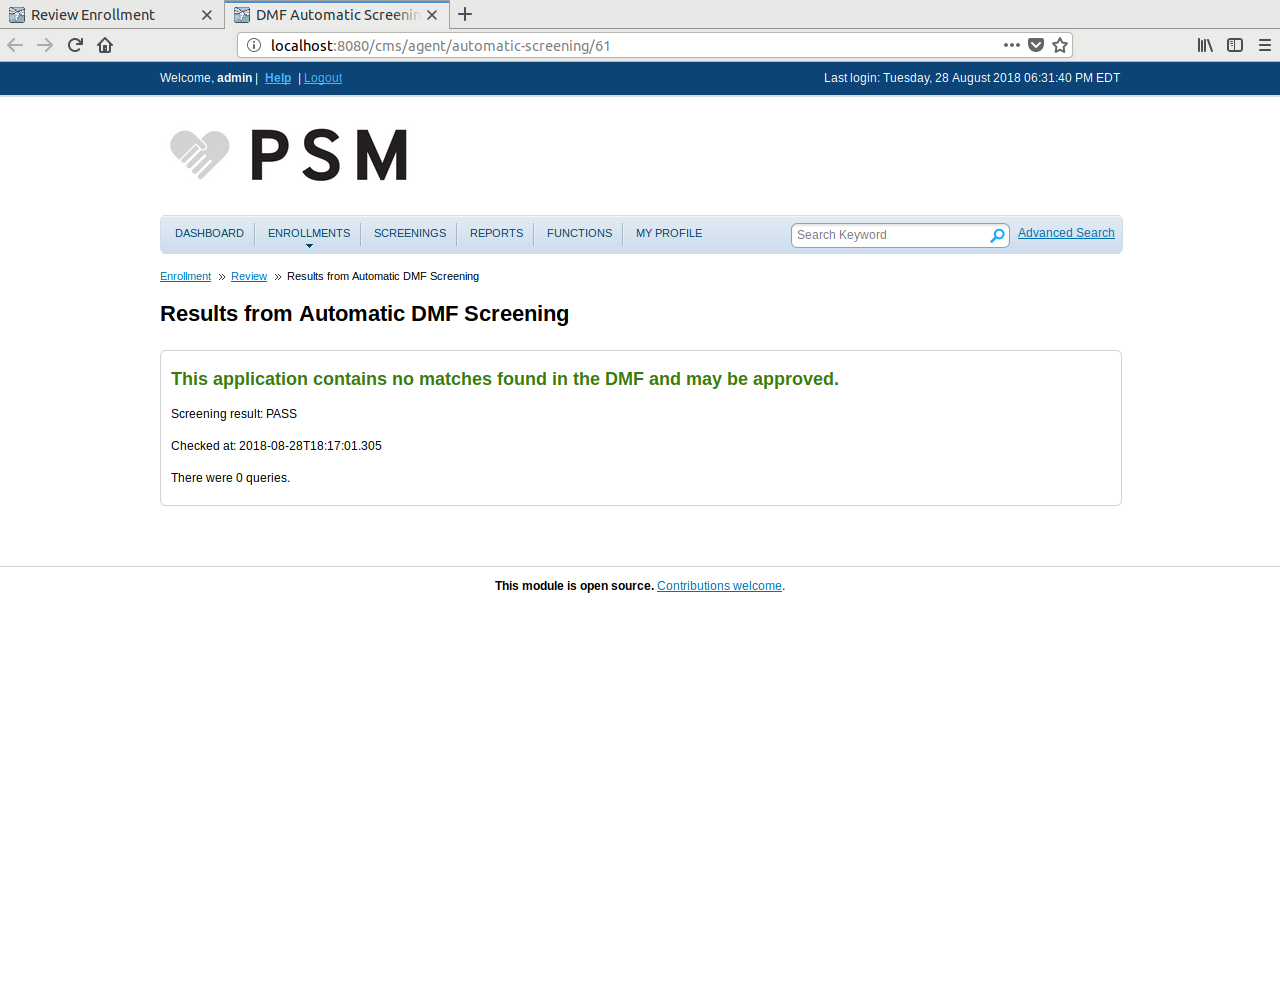 Review Enrollment
DMF Automatic Screenin
localhost:8080/cms/agent/automatic-screening/61
Welcome, admin | Help | Logout
Last login: Tuesday, 28 August 2018 06:31:40 PM EDT
PSM
DASHBOARD ENROLLMENTS SCREENINGS REPORTS FUNCTIONS MY PROFILE
Search Keyword
Advanced Search
Enrollment » Review » Results from Automatic DMF Screening
Results from Automatic DMF Screening
This application contains no matches found in the DMF and may be approved.
Screening result: PASS
Checked at: 2018-08-28T18:17:01.305
There were 0 queries.
This module is open source. Contributions welcome.